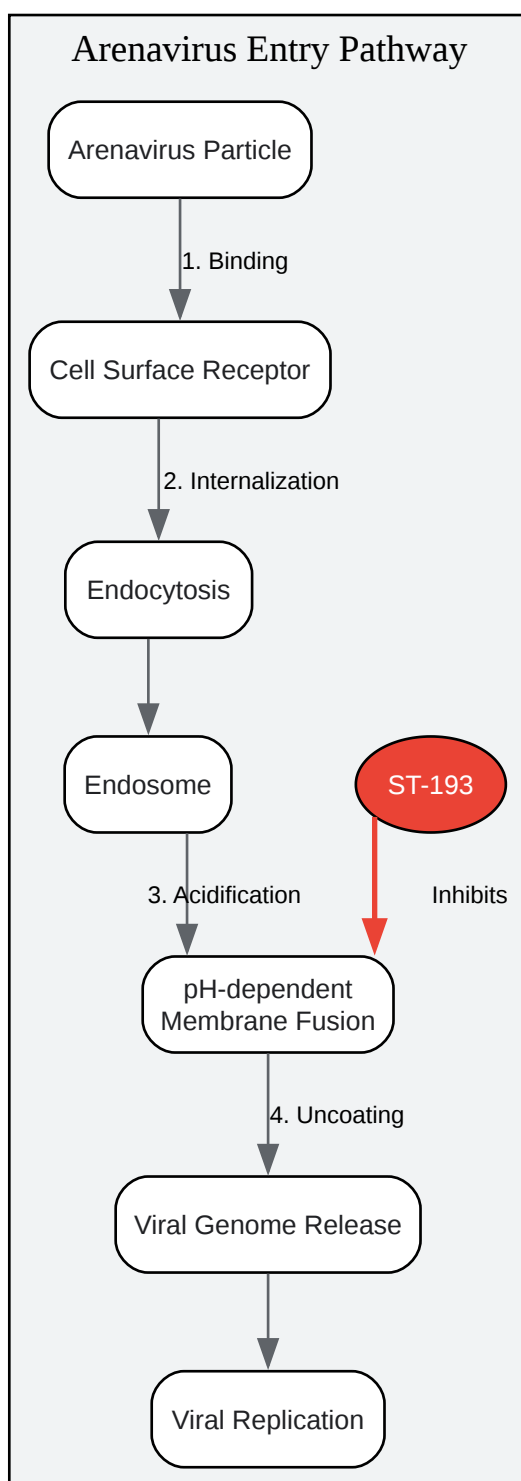 Arenavirus Entry Pathway
Arenavirus Particle
1. Binding
Cell Surface Receptor
2. Internalization
Endocytosis
Endosome
ST-193
3. Acidification
Inhibits
pH-dependent
Membrane Fusion
4. Uncoating
Viral Genome Release
Viral Replication